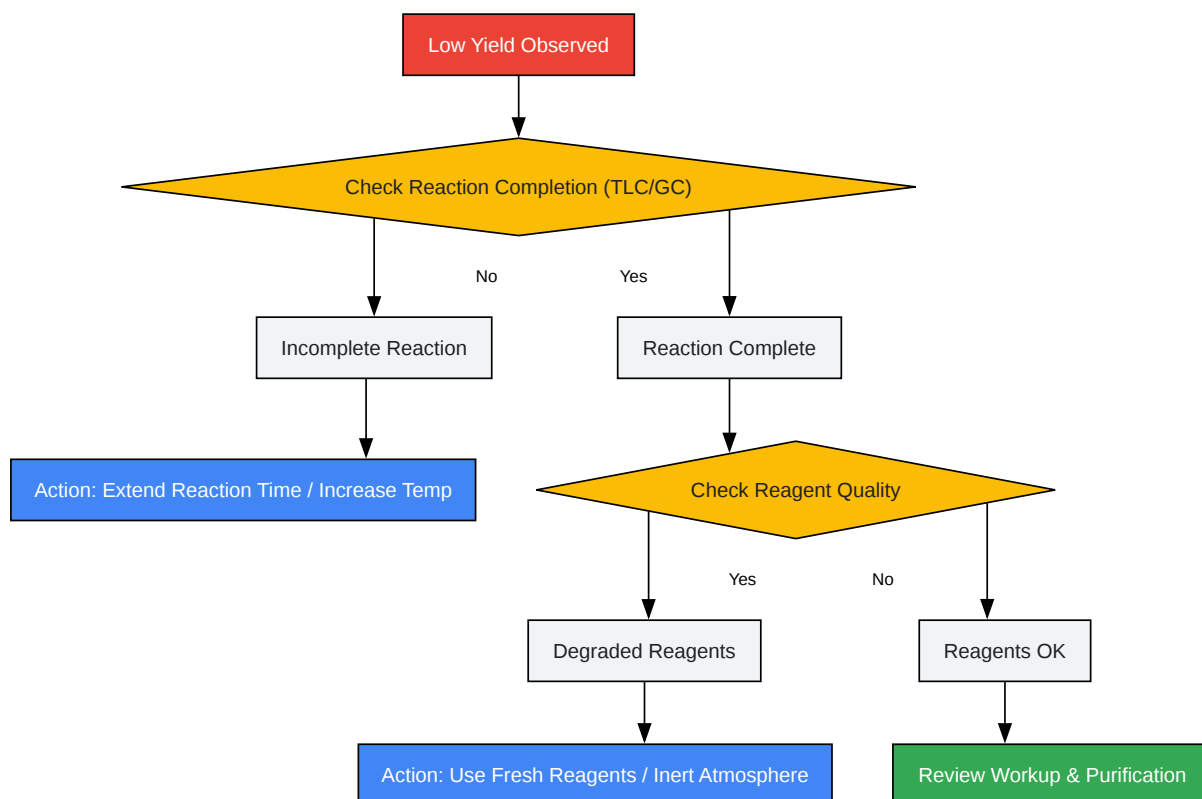 Low Yield Observed
Check Reaction Completion (TLC/GC)
No
Yes
Incomplete Reaction
Reaction Complete
Action: Extend Reaction Time / Increase Temp
Check Reagent Quality
Yes
No
Degraded Reagents
Reagents OK
Action: Use Fresh Reagents / Inert Atmosphere
Review Workup & Purification